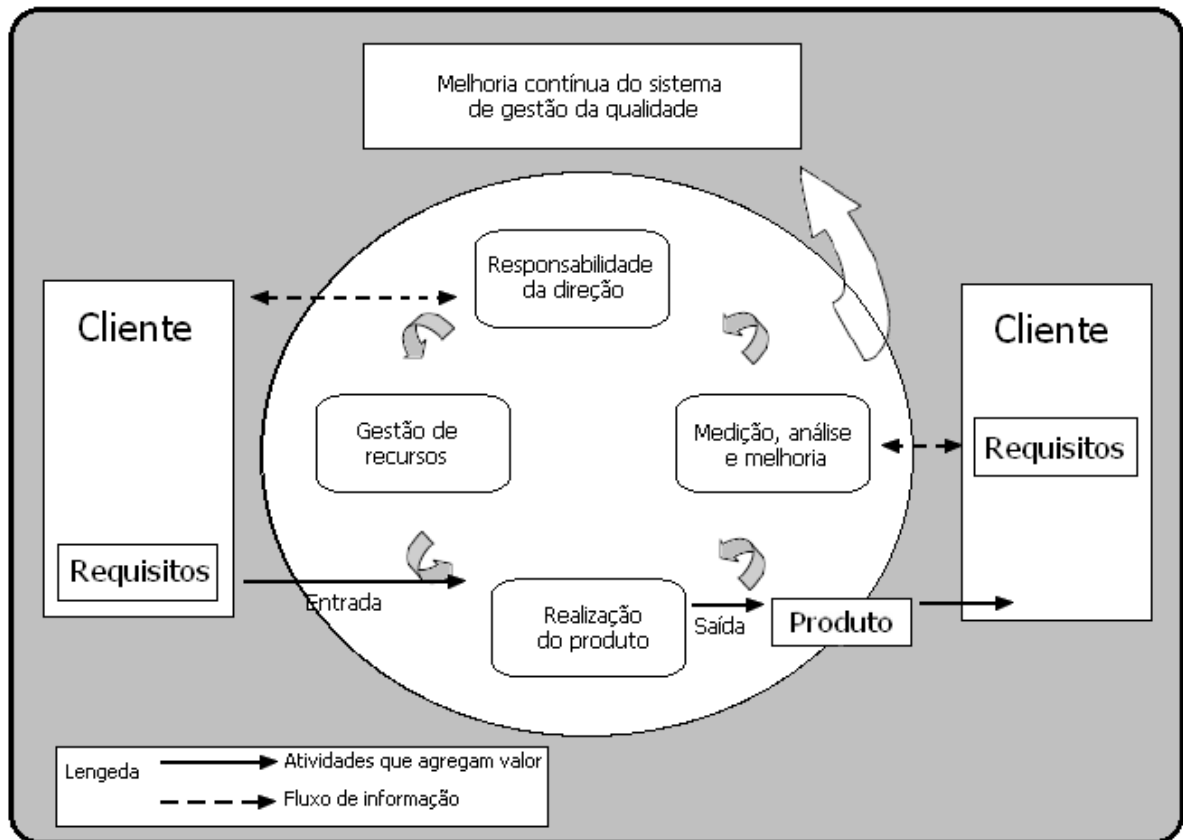 Melhoria contínua do sistema
de gestão da qualidade
Responsabilidade
da direção
Cliente
Cliente
Gestão de
recursos
Medição, análise
e melhoria
Requisitos
Requisitos
Entrada
Realização
do produto
Saída
Produto
Lengeda
Atividades que agregam valor
Fluxo de informação